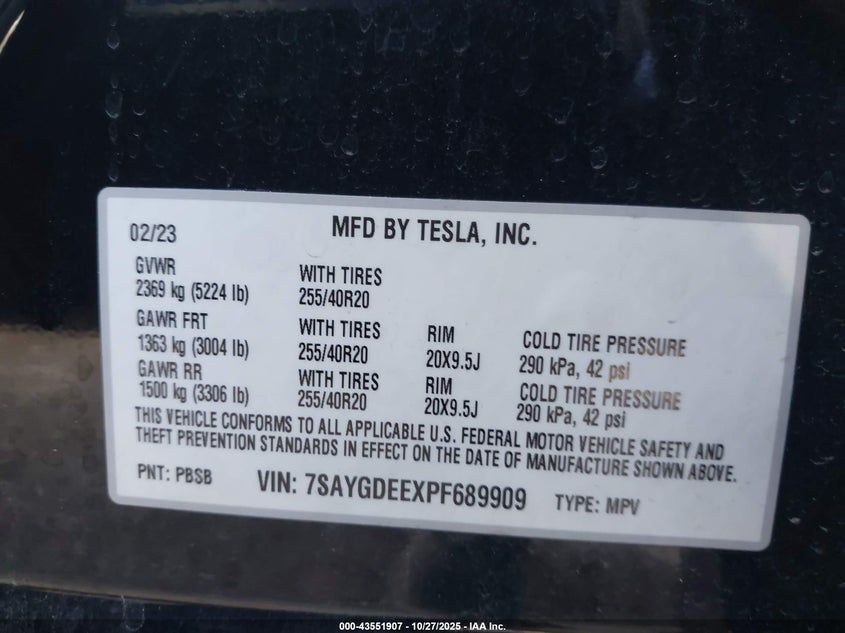 02/23
MFD BY TESLA, INC.
GVWR
2369 kg (5224 lb)
WITH TIRES
255/40R20
GAWR FRT
1363 kg (3004 lb)
WITH TIRES
255/40R20
RIM
20X9.5J
COLD TIRE PRESSURE
290 kPa, 42 psi
GAWR RR
1500 kg (3306 lb)
WITH TIRES
255/40R20
RIM
20X9.5J
COLD TIRE PRESSURE
290 kPa, 42 psi
THIS VEHICLE CONFORMS TO ALL APPLICABLE U.S. FEDERAL MOTOR VEHICLE SAFETY AND
THEFT PREVENTION STANDARDS IN EFFECT ON THE DATE OF MANUFACTURE SHOWN ABOVE.
PNT: PBSB
VIN: 7SAYGDEEXPF689909
TYPE: MPV
000-43551907 - 10/27/2025 - IAA Inc.